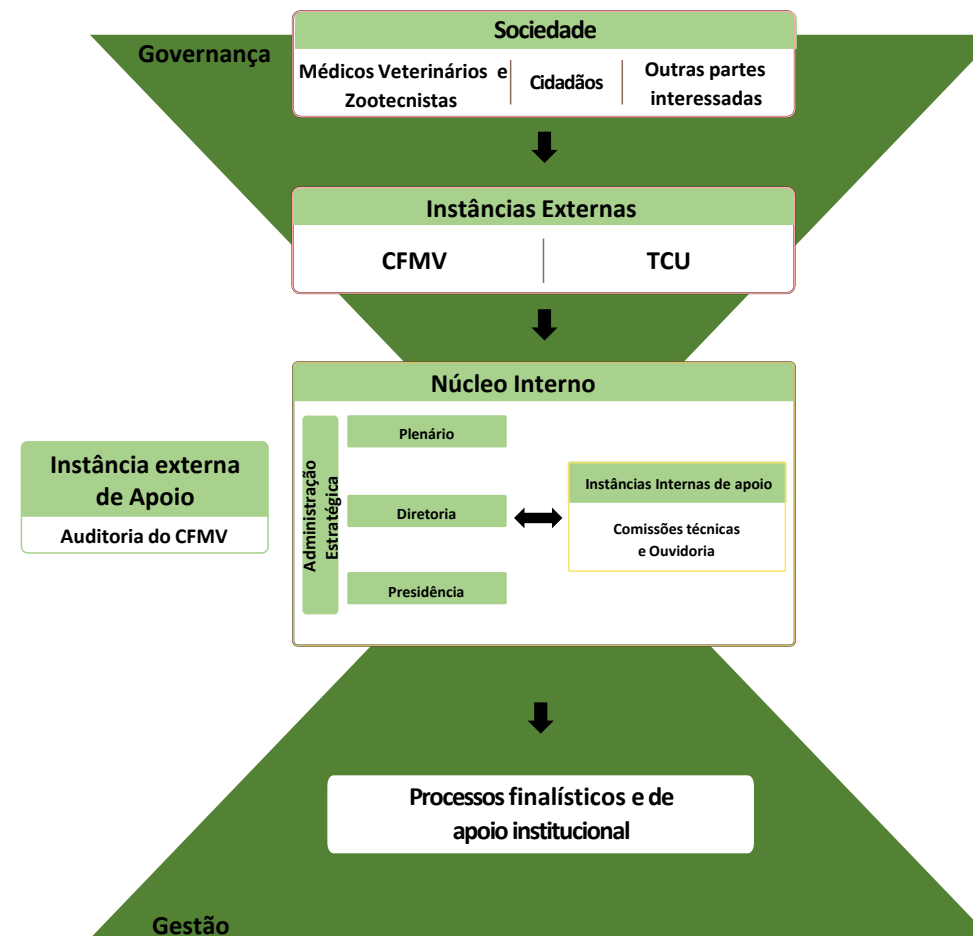 Governança
Sociedade
Médicos Veterinários e
Zootecnistas
Cidadãos
Outras partes
interessadas
Instâncias Externas
CFMV
TCU
Núcleo Interno
Administração
Estratégica
Plenário
Diretoria
Presidência
Instâncias Internas de apoio
Comissões técnicas
e Ouvidoria
Instância externa
de Apoio
Auditoria do CFMV
Processos finalísticos e de
apoio institucional
Gestão